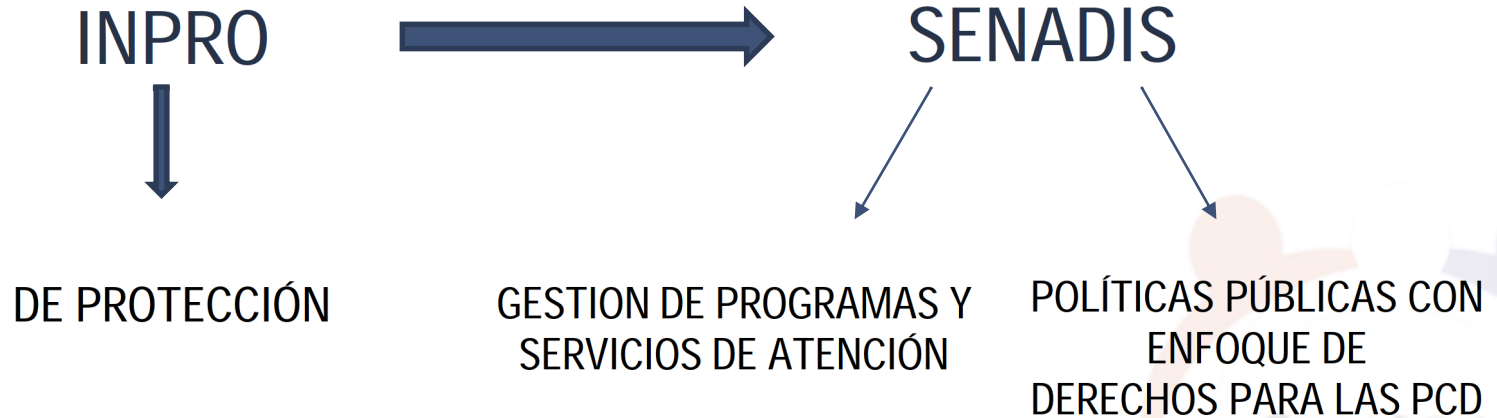 INPRO
SENADIS
DE PROTECCIÓN
GESTION DE PROGRAMAS Y
SERVICIOS DE ATENCIÓN
POLÍTICAS PÚBLICAS CON
ENFOQUE DE
DERECHOS PARA LAS PCD